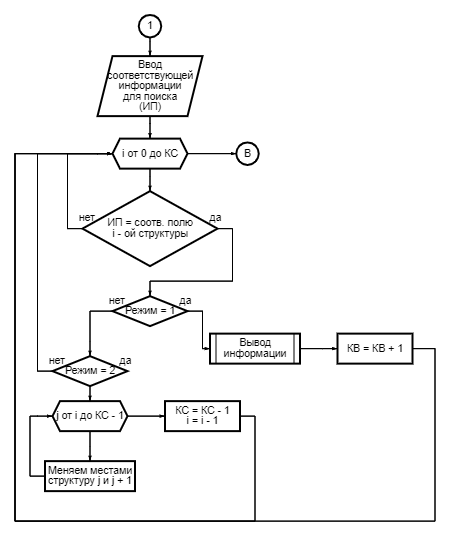 1
Ввод
соответствующей
информации
для поиска
(ИП)
i от 0 до КС
В
нет
ИП = соотв. полю
i - ой структуры
да
нет
Режим = 1
да
Вывод
информации
КВ = КВ + 1
нет
Режим = 2
да
j от i до КС - 1
КС = КС - 1
i = i - 1
Меняем местами
структуру j и j + 1